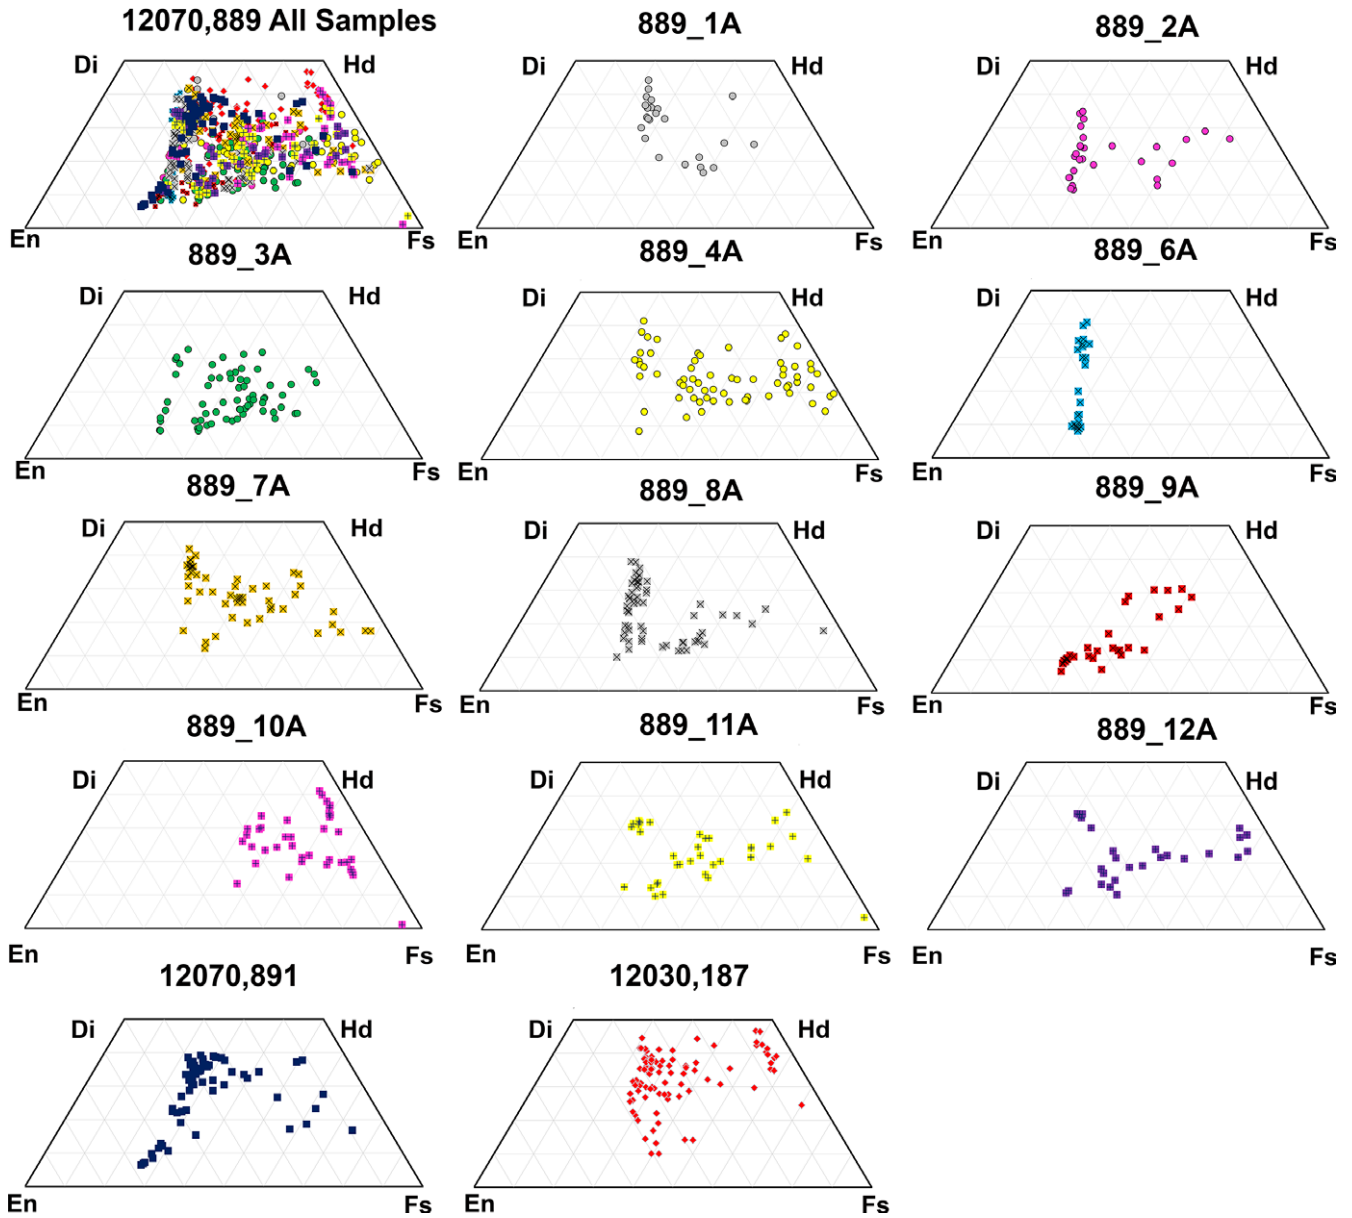 12070,889 All Samples
889_1A
889_2A
Di Hd
Di Hd
Di Hd
En Fs
En Fs
En Fs
889_3A
889_4A
889_6A
Di Hd
Di Hd
Di Hd
En Fs
En Fs
En Fs
889_7A
889_8A
889_9A
Di Hd
Di Hd
Di Hd
En Fs
En Fs
En Fs
889_10A
889_11A
889_12A
Di Hd
Di Hd
Di Hd
En Fs
En Fs
En Fs
12070,891
12030,187
Di Hd
Di Hd
En Fs
En Fs